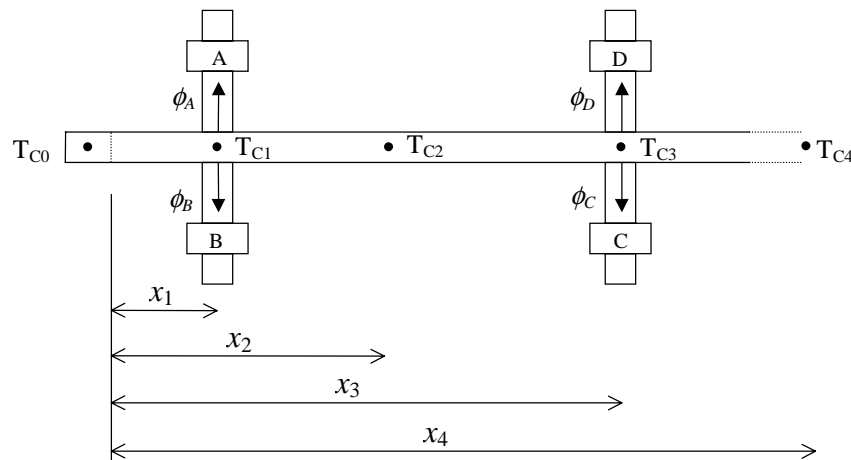 A D
ϕA ϕD
TC0 TC1 TC2 TC3 TC4
ϕB ϕC
B C
x1
x2
x3
x4